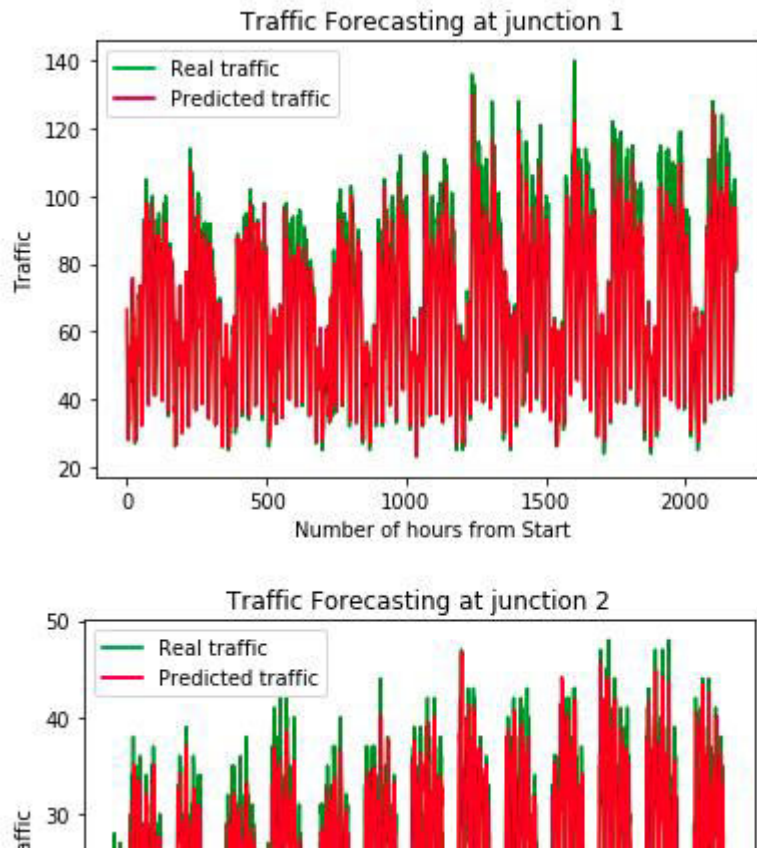 Traffic Forecasting at junction 1
140
120
100
80
60
40
20
Traffic
Real traffic
Predicted traffic
0 500 1000 1500 2000
Number of hours from Start
Traffic Forecasting at junction 2
50
40
30
Real traffic
Predicted traffic